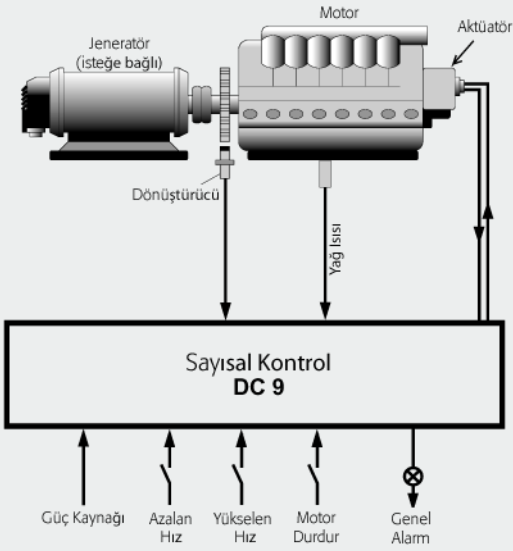 Motor
Aktüatör
Jeneratör
(isteğe bağlı)
Dönüştürücü
Yağ Isısı
Sayısal Kontrol
DC 9
Güç Kaynağı
Azalan
Hız
Yükselen
Hız
Motor
Durdur
Genel
Alarm